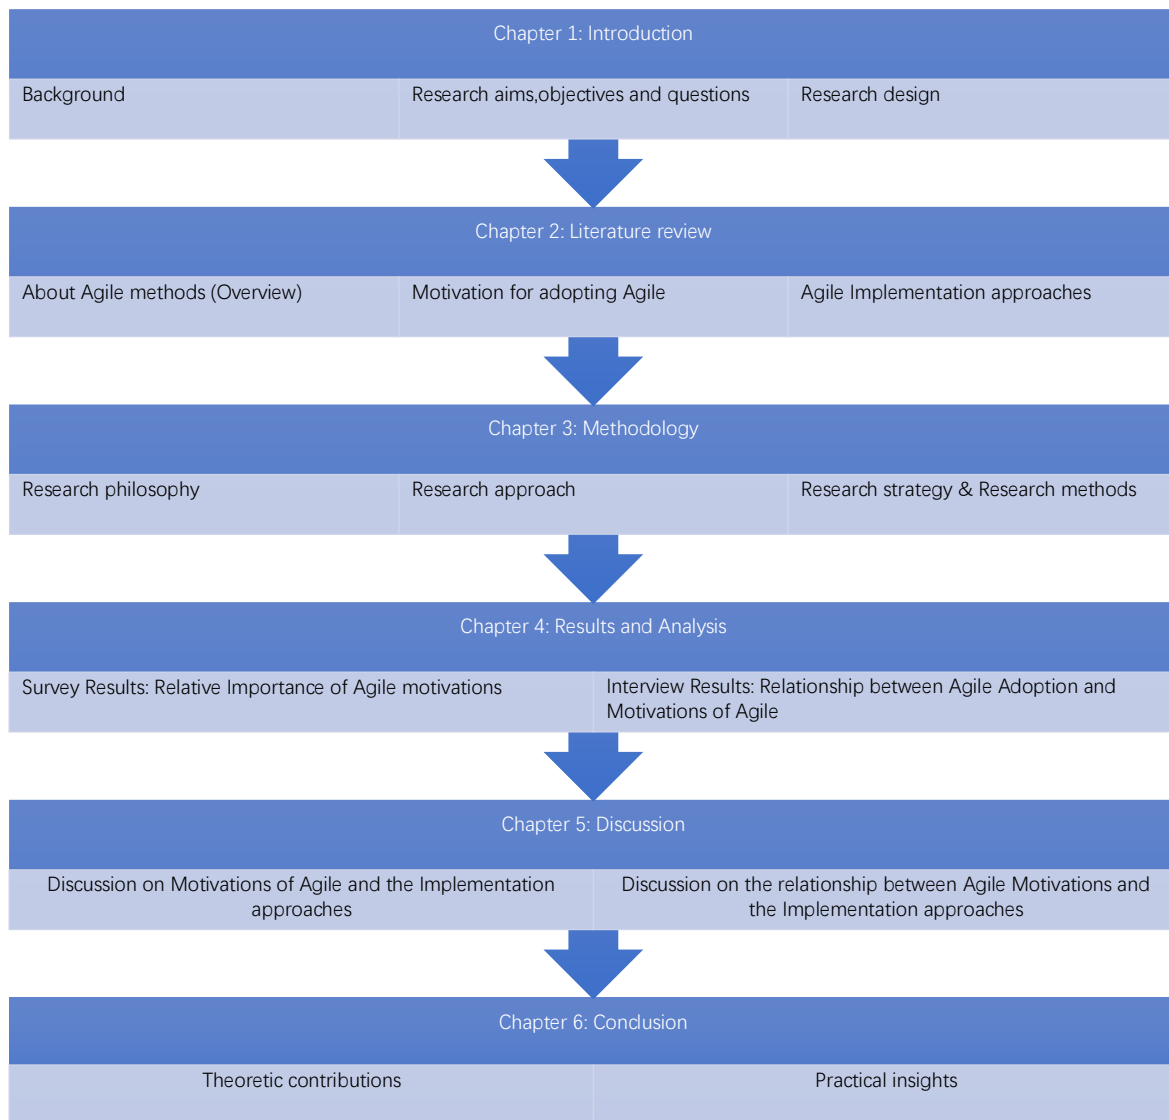 Chapter 1: Introduction
Background
Research aims,objectives and questions
Research design
Chapter 2: Literature review
About Agile methods (Overview)
Motivation for adopting Agile
Agile Implementation approaches
Chapter 3: Methodology
Research philosophy
Research approach
Research strategy & Research methods
Chapter 4: Results and Analysis
Survey Results: Relative Importance of Agile motivations
Interview Results: Relationship between Agile Adoption and
Motivations of Agile
Chapter 5: Discussion
Discussion on Motivations of Agile and the Implementation
approaches
Discussion on the relationship between Agile Motivations and
the Implementation approaches
Chapter 6: Conclusion
Theoretic contributions
Practical insights